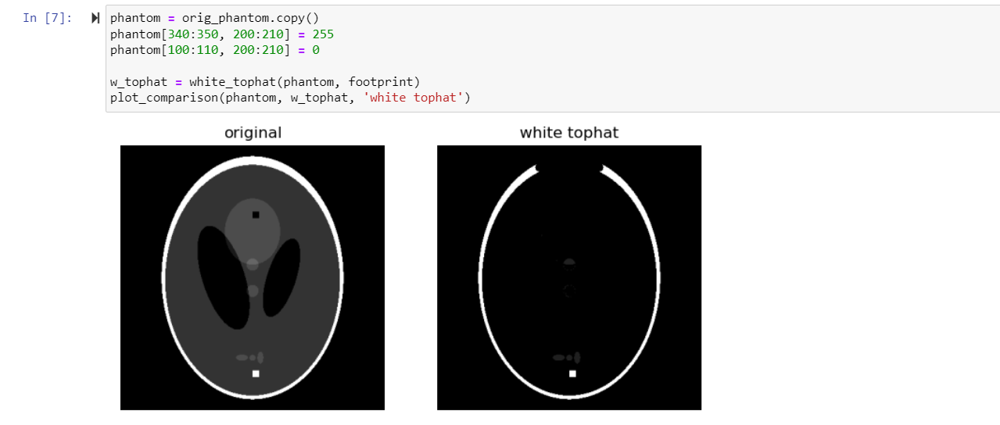 In [7]:
phantom = orig_phantom.copy()
phantom[340:350, 200:210] = 255
phantom[100:110, 200:210] = 0
w_tophat = white_tophat(phantom, footprint)
plot_comparison(phantom, w_tophat, 'white tophat')
original
white tophat